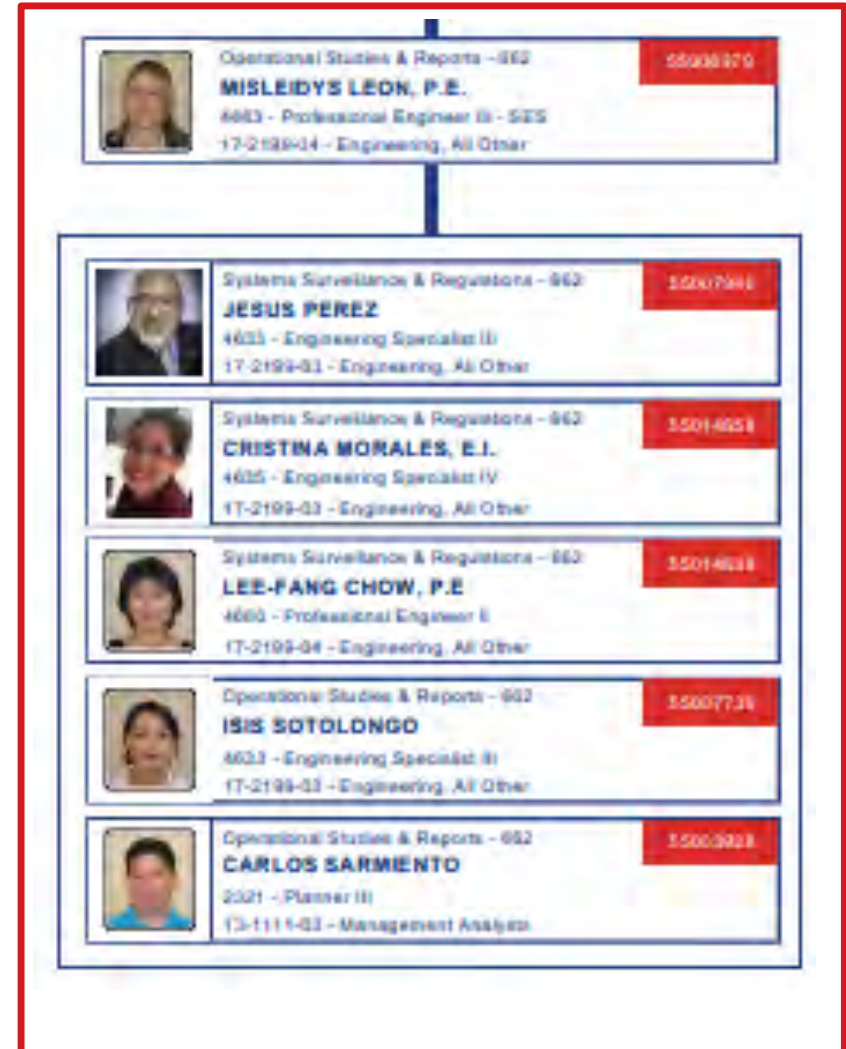 Operational Studies & Reports - 662
MISLEIDYS LEON, P.E.
4663 - Professional Engineer III - SES
17-2199-04 - Engineering, All Other
Systems Surveillance & Regulations - 662
JESUS PEREZ
4633 - Engineering Specialist III
17-2199-03 - Engineering, All Other
Systems Surveillance & Regulations - 662
CRISTINA MORALES, E.I.
4635 - Engineering Specialist IV
17-2199-03 - Engineering, All Other
Systems Surveillance & Regulations - 662
LEE-FANG CHOW, P.E
4660 - Professional Engineer II
17-2199-04 - Engineering, All Other
Operational Studies & Reports - 662
ISIS SOTOLONGO
4633 - Engineering Specialist III
17-2199-03 - Engineering, All Other
Operational Studies & Reports - 662
CARLOS SARMIENTO
2321 - Planner III
13-1111-03 - Management Analysts